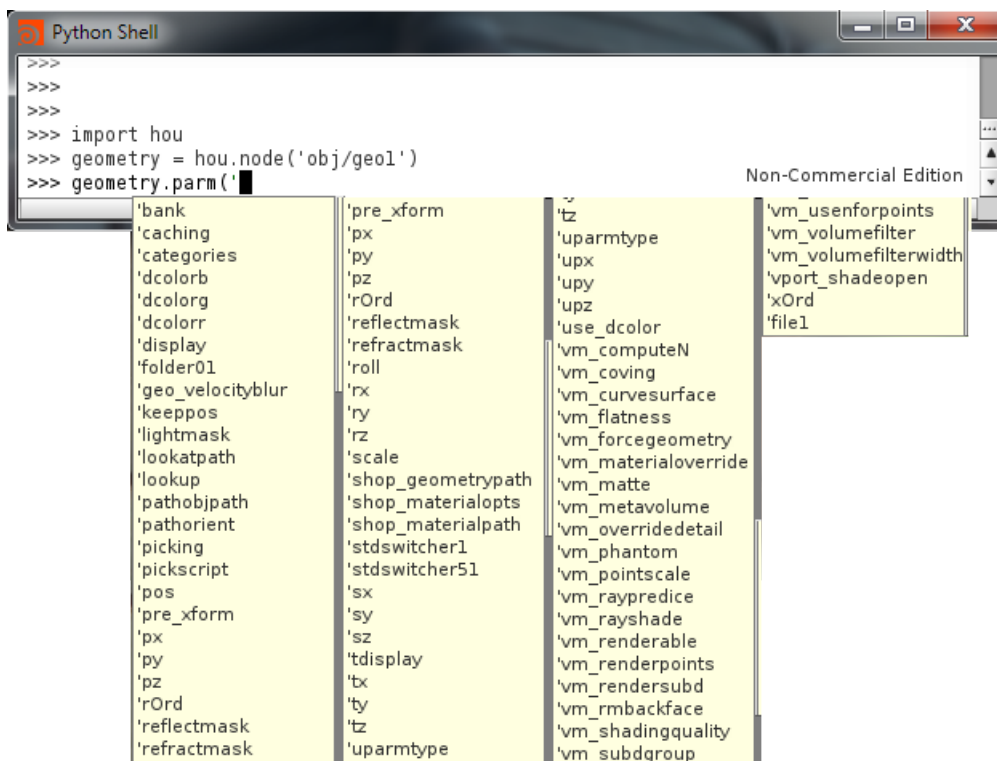 Python Shell
>>>
>>>
>>>
>>> import hou
>>> geometry = hou.node('obj/geo1')
>>> geometry.parm('
Non-Commercial Edition
'bank
'caching
'categories
'dcolorb
'dcolorg
'dcolorr
'display
'folder01
'geo_velocityblur
'keeppos
'lightmask
'lookatpath
'lookup
'pathobjpath
'pathorient
'picking
'pickscript
'pos
'pre_xform
'px
'py
'pz
'rOrd
'reflectmask
'refractmask
'pre_xform
'px
'py
'pz
'rOrd
'reflectmask
'refractmask
'roll
'rx
'ry
'rz
'scale
'shop_geometrypath
'shop_materialopts
'shop_materialpath
'stdswitcher1
'stdswitcher51
'sx
'sy
'sz
'tdisplay
'tx
'ty
'tz
'uparmtype
'tz
'uparmtype
'upx
'upy
'upz
'use_dcolor
'vm_computeN
'vm_coving
'vm_curvesurface
'vm_flatness
'vm_forcegeometry
'vm_materialoverride
'vm_matte
'vm_metavolume
'vm_overridedetail
'vm_phantom
'vm_pointscale
'vm_raypredice
'vm_rayshade
'vm_renderable
'vm_renderpoints
'vm_rendersubd
'vm_rmbackface
'vm_shadingquality
'vm_subdgroup
'vm_usenforpoints
'vm_volumefilter
'vm_volumefilterwidth
'vport_shadeopen
'xOrd
'file1